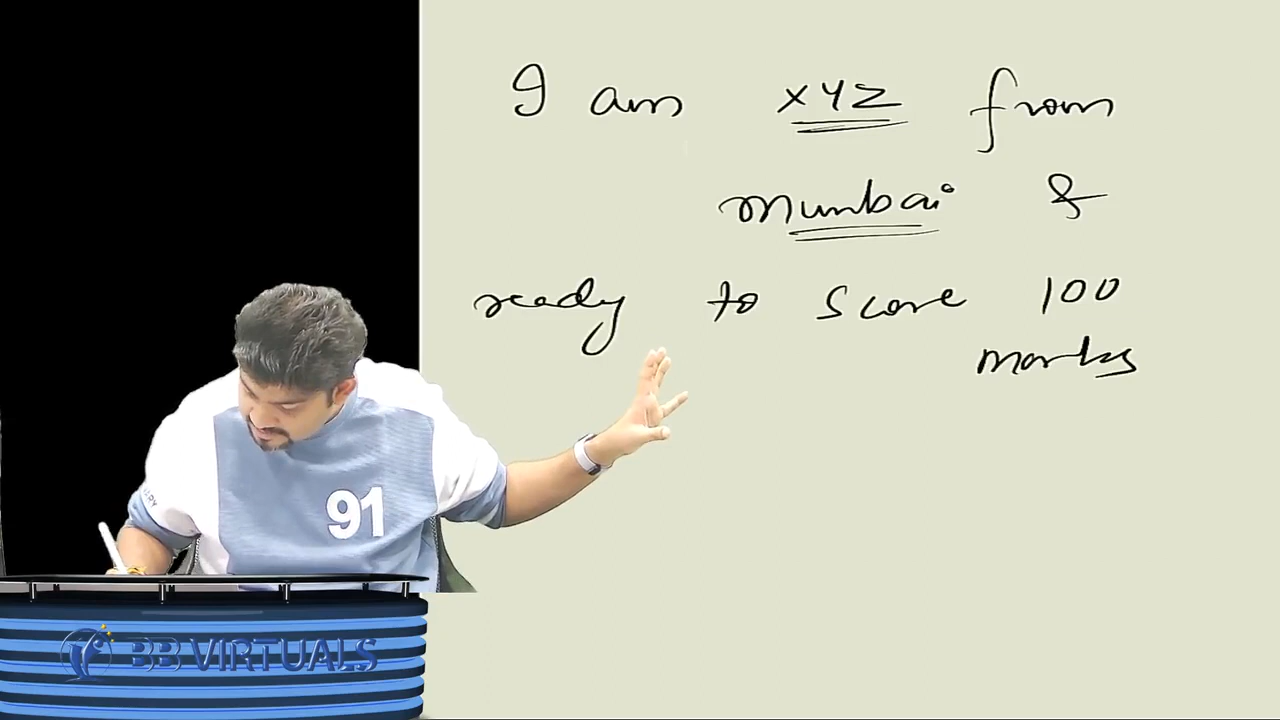 I am XYZ from
Mumbai &
ready to score 100
marks
91
BB VIRTUALS